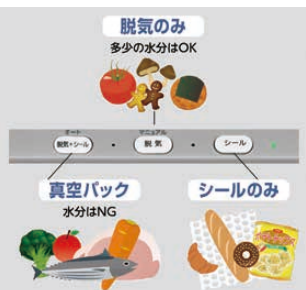 脱気のみ
多少の水分はOK
オート
脱気+シール
マニュアル
脱気
シール
真空パック
水分はNG
シールのみ